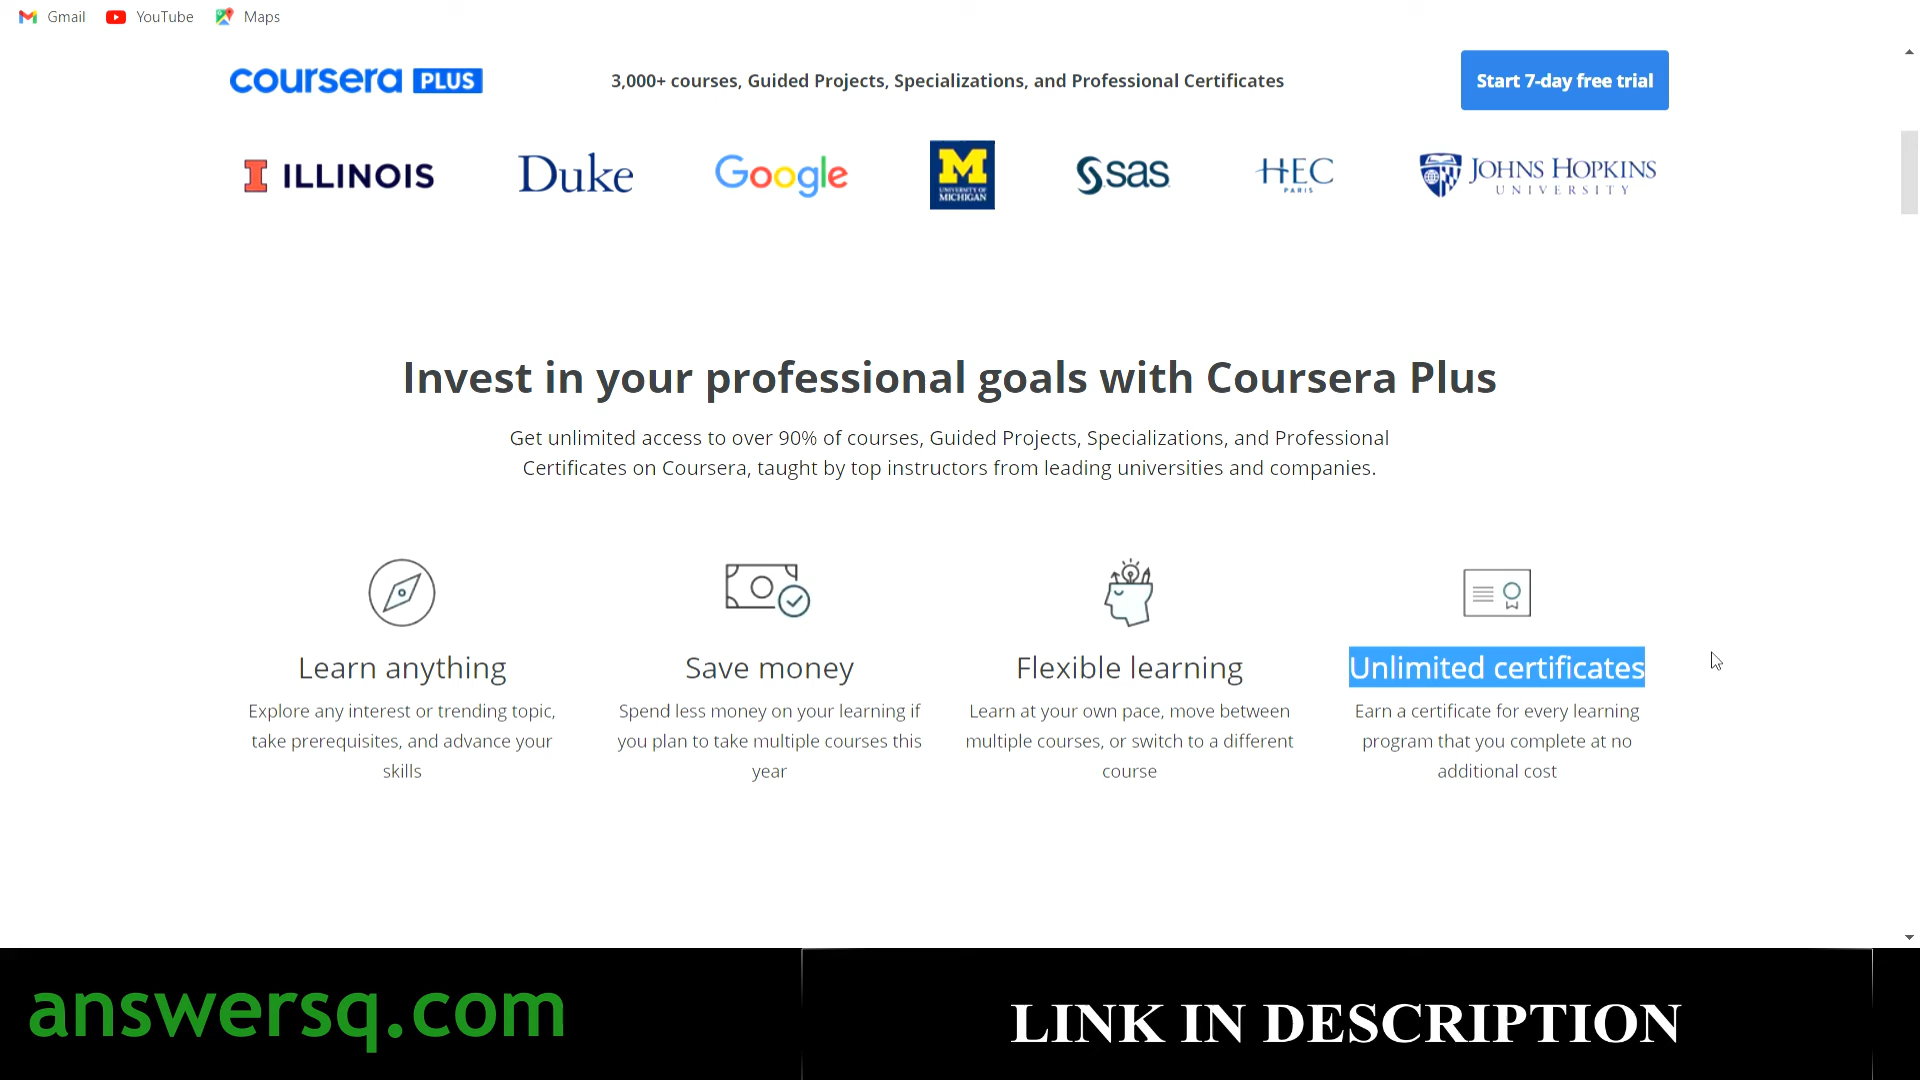 Gmail YouTube Maps
coursera PLUS 3,000+ courses, Guided Projects, Specializations, and Professional Certificates Start 7-day free trial
I ILLINOIS Duke Google M UNIVERSITY OF MICHIGAN sas HEC PARIS JOHNS HOPKINS UNIVERSITY
Invest in your professional goals with Coursera Plus
Get unlimited access to over 90% of courses, Guided Projects, Specializations, and Professional
Certificates on Coursera, taught by top instructors from leading universities and companies.
Learn anything
Explore any interest or trending topic,
take prerequisites, and advance your
skills
Save money
Spend less money on your learning if
you plan to take multiple courses this
year
Flexible learning
Learn at your own pace, move between
multiple courses, or switch to a different
course
Unlimited certificates
Earn a certificate for every learning
program that you complete at no
additional cost
answersq.com
LINK IN DESCRIPTION